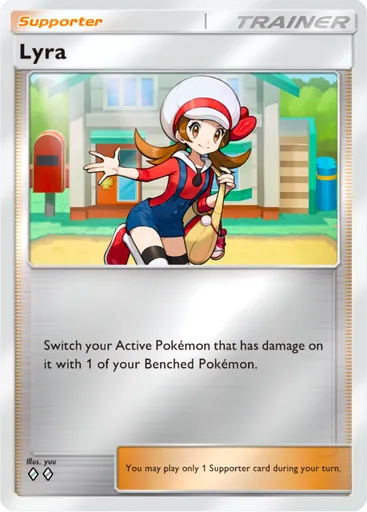 Supporter
TRAINER
Lyra
Switch your Active Pokémon that has damage on
it with 1 of your Benched Pokémon.
Illus. yuu
You may play only 1 Supporter card during your turn.